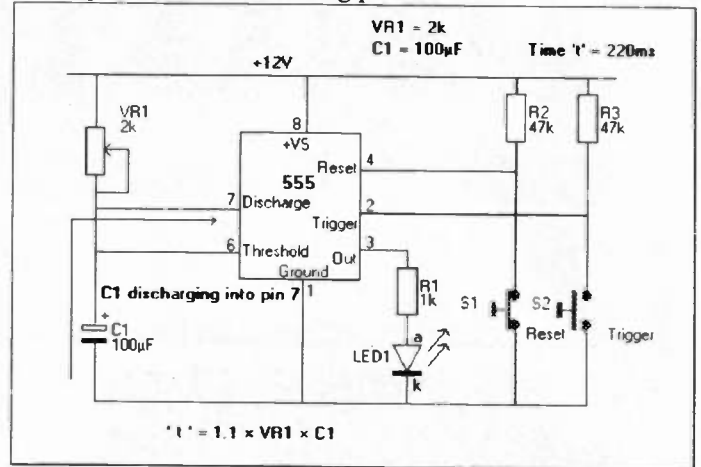 VR1 = 2k
C1 = 100µF
Time 't' = 220ms
+12V
VR1
2k
8
+VS
R2
47k
R3
47k
Reset
4
555
7
Discharge
2
Trigger
6
Threshold
3
Out
Ground
1
R1
1k
C1 discharging into pin 7
S1
S2
+
C1
100µF
a
Reset
Trigger
LED1
k
't' = 1.1 × VR1 × C1